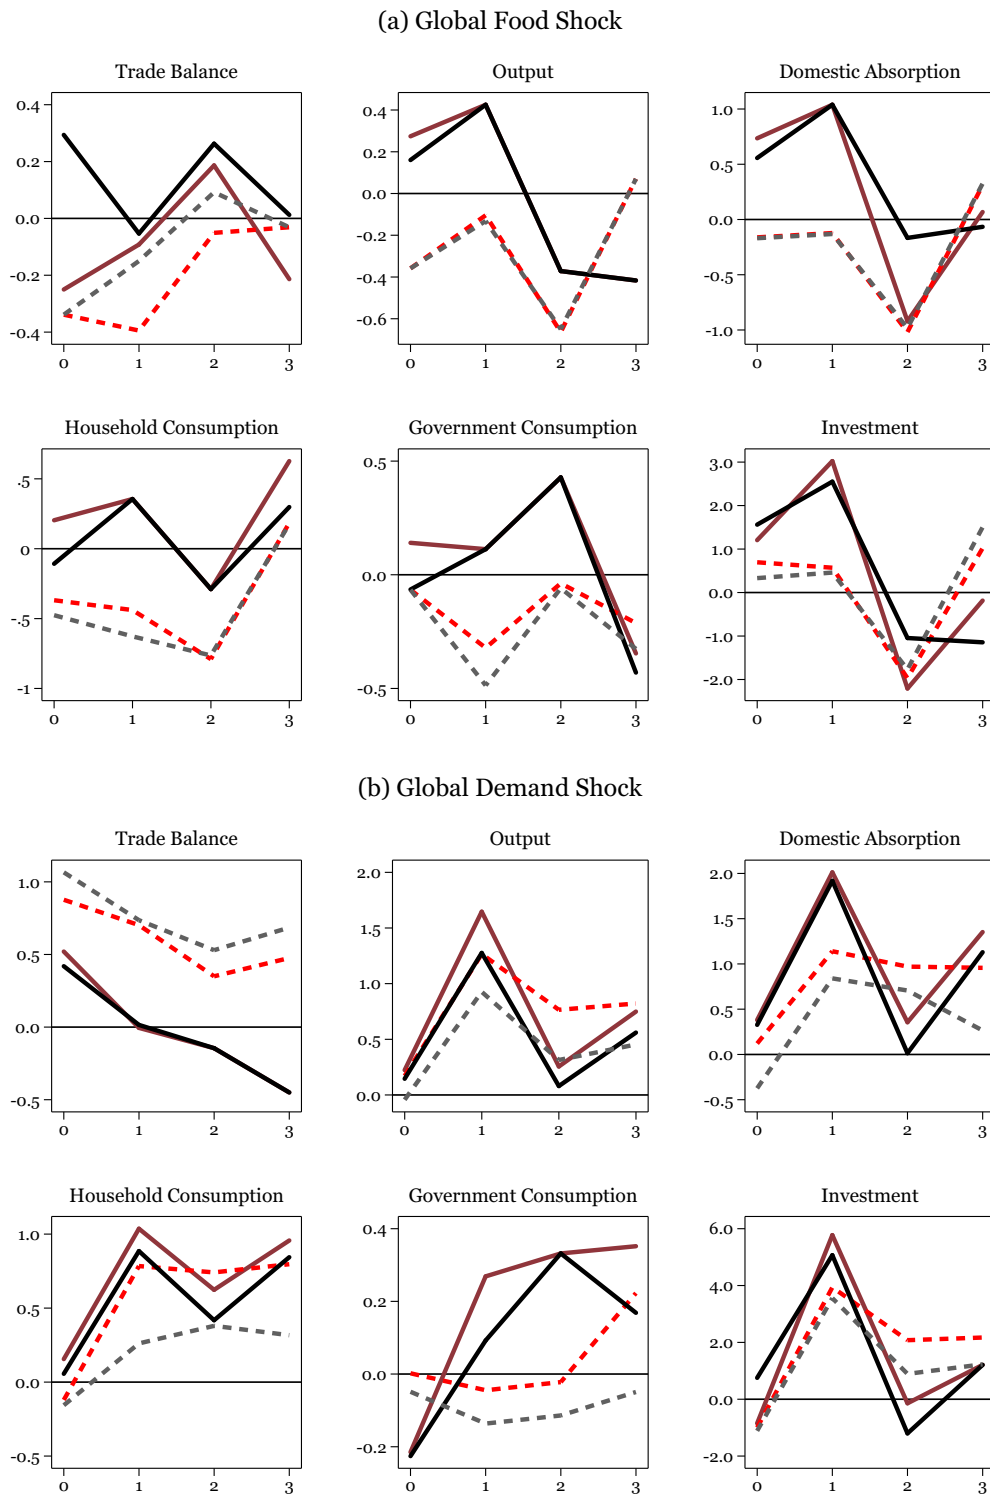 (a) Global Food Shock
Trade Balance
Output
Domestic Absorption
0.4
0.2
0.0
-0.2
-0.4
0 1 2 3
0.4
0.2
0.0
-0.2
-0.4
-0.6
0 1 2 3
1.0
0.5
0.0
-0.5
-1.0
0 1 2 3
Household Consumption
Government Consumption
Investment
.5
0
-.5
-1
0 1 2 3
0.5
0.0
-0.5
0 1 2 3
3.0
2.0
1.0
0.0
-1.0
-2.0
0 1 2 3
(b) Global Demand Shock
Trade Balance
Output
Domestic Absorption
1.0
0.5
0.0
-0.5
0 1 2 3
2.0
1.5
1.0
0.5
0.0
0 1 2 3
2.0
1.5
1.0
0.5
0.0
-0.5
0 1 2 3
Household Consumption
Government Consumption
Investment
1.0
0.5
0.0
-0.5
0 1 2 3
0.4
0.2
0.0
-0.2
0 1 2 3
6.0
4.0
2.0
0.0
-2.0
0 1 2 3